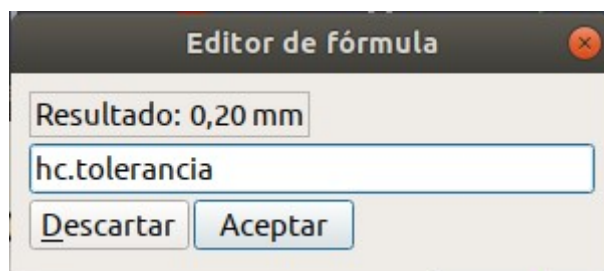 Editor de fórmula
Resultado: 0,20 mm
hc.tolerancia
Descartar Aceptar